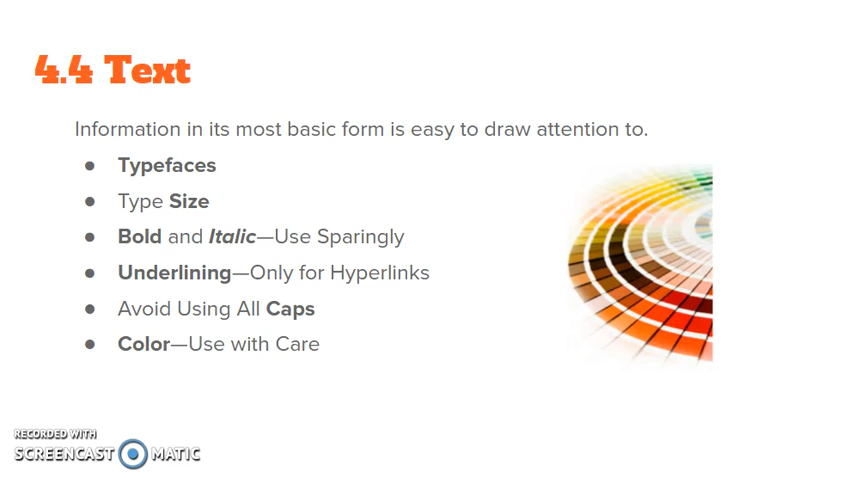 4.4 Text
Information in its most basic form is easy to draw attention to.
● Typefaces
● Type Size
● Bold and Italic—Use Sparingly
● Underlining—Only for Hyperlinks
● Avoid Using All Caps
● Color—Use with Care
RECORDED WITH
SCREENCAST MATIC